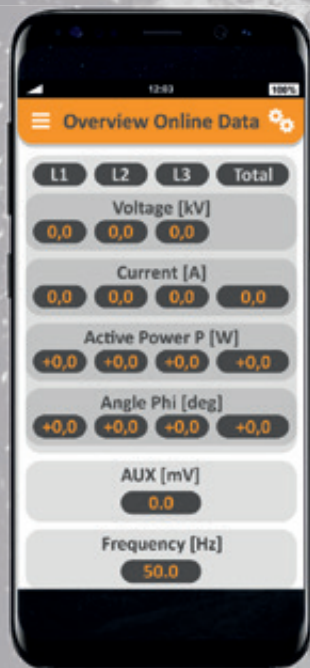 12:03 100%
Overview Online Data
L1 L2 L3 Total
Voltage [kV]
0,0 0,0 0,0
Current [A]
0,0 0,0 0,0 0,0
Active Power P [W]
+0,0 +0,0 +0,0 +0,0
Angle Phi [deg]
+0,0 +0,0 +0,0 +0,0
AUX [mV]
0.0
Frequency [Hz]
50.0